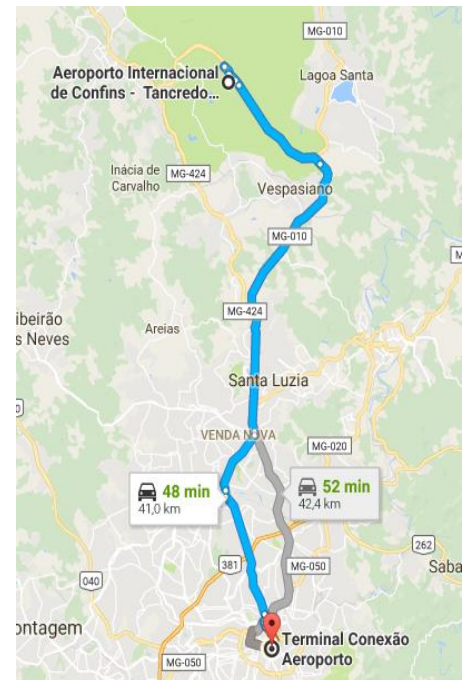 MG-010
Aeroporto Internacional
de Confins - Tancredo...
Lagoa Santa
Inácia de
Carvalho
MG-424
Vespasiano
MG-010
M
MG-424
ibeirão
s Neves
Areias
Santa Luzia
0
VENDA NOVA
MG-020
48 min
41,0 km
52 min
42,4 km
262
381
Saba
040
MG-050
ontagem
Terminal Conexão
Aeroporto
MG-050